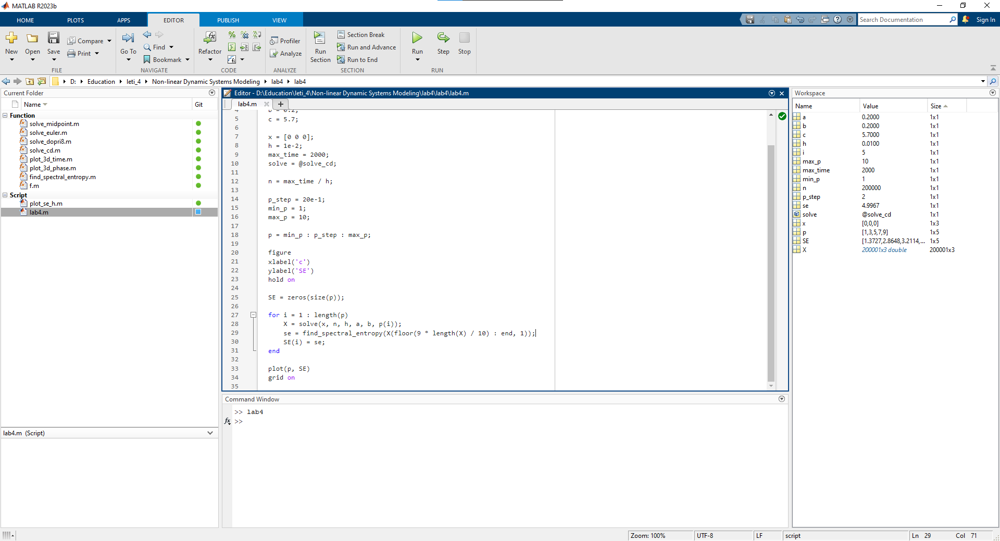 MATLAB R2023b
HOME PLOTS APPS EDITOR PUBLISH VIEW
Search Documentation
Sign In
New Open Save Compare Print
FILE
Go To Find Bookmark
NAVIGATE
Refactor
CODE
Profiler
Analyze
ANALYZE
Run Section
Section Break
Run and Advance
Run to End
SECTION
Run Step Stop
RUN
D: Education leti_4 Non-linear Dynamic Systems Modeling lab4 lab4
Current Folder
Name Git
Function
solve_midpoint.m
solve_euler.m
solve_dopri8.m
solve_cd.m
plot_3d_time.m
plot_3d_phase.m
find_spectral_entropy.m
f.m
Script
plot_se_h.m
lab4.m
lab4.m (Script)
Editor - D:\Education\leti_4\Non-linear Dynamic Systems Modeling\lab4\lab4\lab4.m
lab4.m
4 b = 0.2;
5 c = 5.7;
6
7 x = [0 0 0];
8 h = 1e-2;
9 max_time = 2000;
10 solve = @solve_cd;
11
12 n = max_time / h;
13
14 p_step = 20e-1;
15 min_p = 1;
16 max_p = 10;
17
18 p = min_p : p_step : max_p;
19
20 figure
21 xlabel('c')
22 ylabel('SE')
23 hold on
24
25 SE = zeros(size(p));
26
27 for i = 1 : length(p)
28 X = solve(x, n, h, a, b, p(i));
29 se = find_spectral_entropy(X(floor(9 * length(X) / 10) : end, 1));
30 SE(i) = se;
31 end
32
33 plot(p, SE)
34 grid on
35
Command Window
>> lab4
fx >>
Workspace
Name Value Size
a 0.2000 1x1
b 0.2000 1x1
c 5.7000 1x1
h 0.0100 1x1
i 5 1x1
max_p 10 1x1
max_time 2000 1x1
min_p 1 1x1
n 200000 1x1
p_step 2 1x1
se 4.9967 1x1
solve @solve_cd 1x1
x [0,0,0] 1x3
p [1,3,5,7,9] 1x5
SE [1.3727,2.8648,3.2114,... 1x5
X 200001x3 double 200001x3
Zoom: 100% UTF-8 LF script Ln 29 Col 71